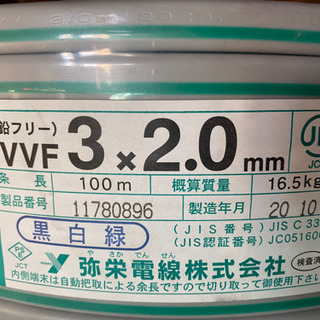 鉛フリー)
VVF 3×2.0mm
条長 100m 概算質量 16.5kg
製品番号 11780896 製造年月 20 10
黒白緑
(JIS番号) JIS C 33
(JIS認証番号) JC051600
PS E JCT
や さか でん せん
弥栄電線株式会社
検査済
内側端末は自動把取による余長ですので切り取って御使用下さい
JC